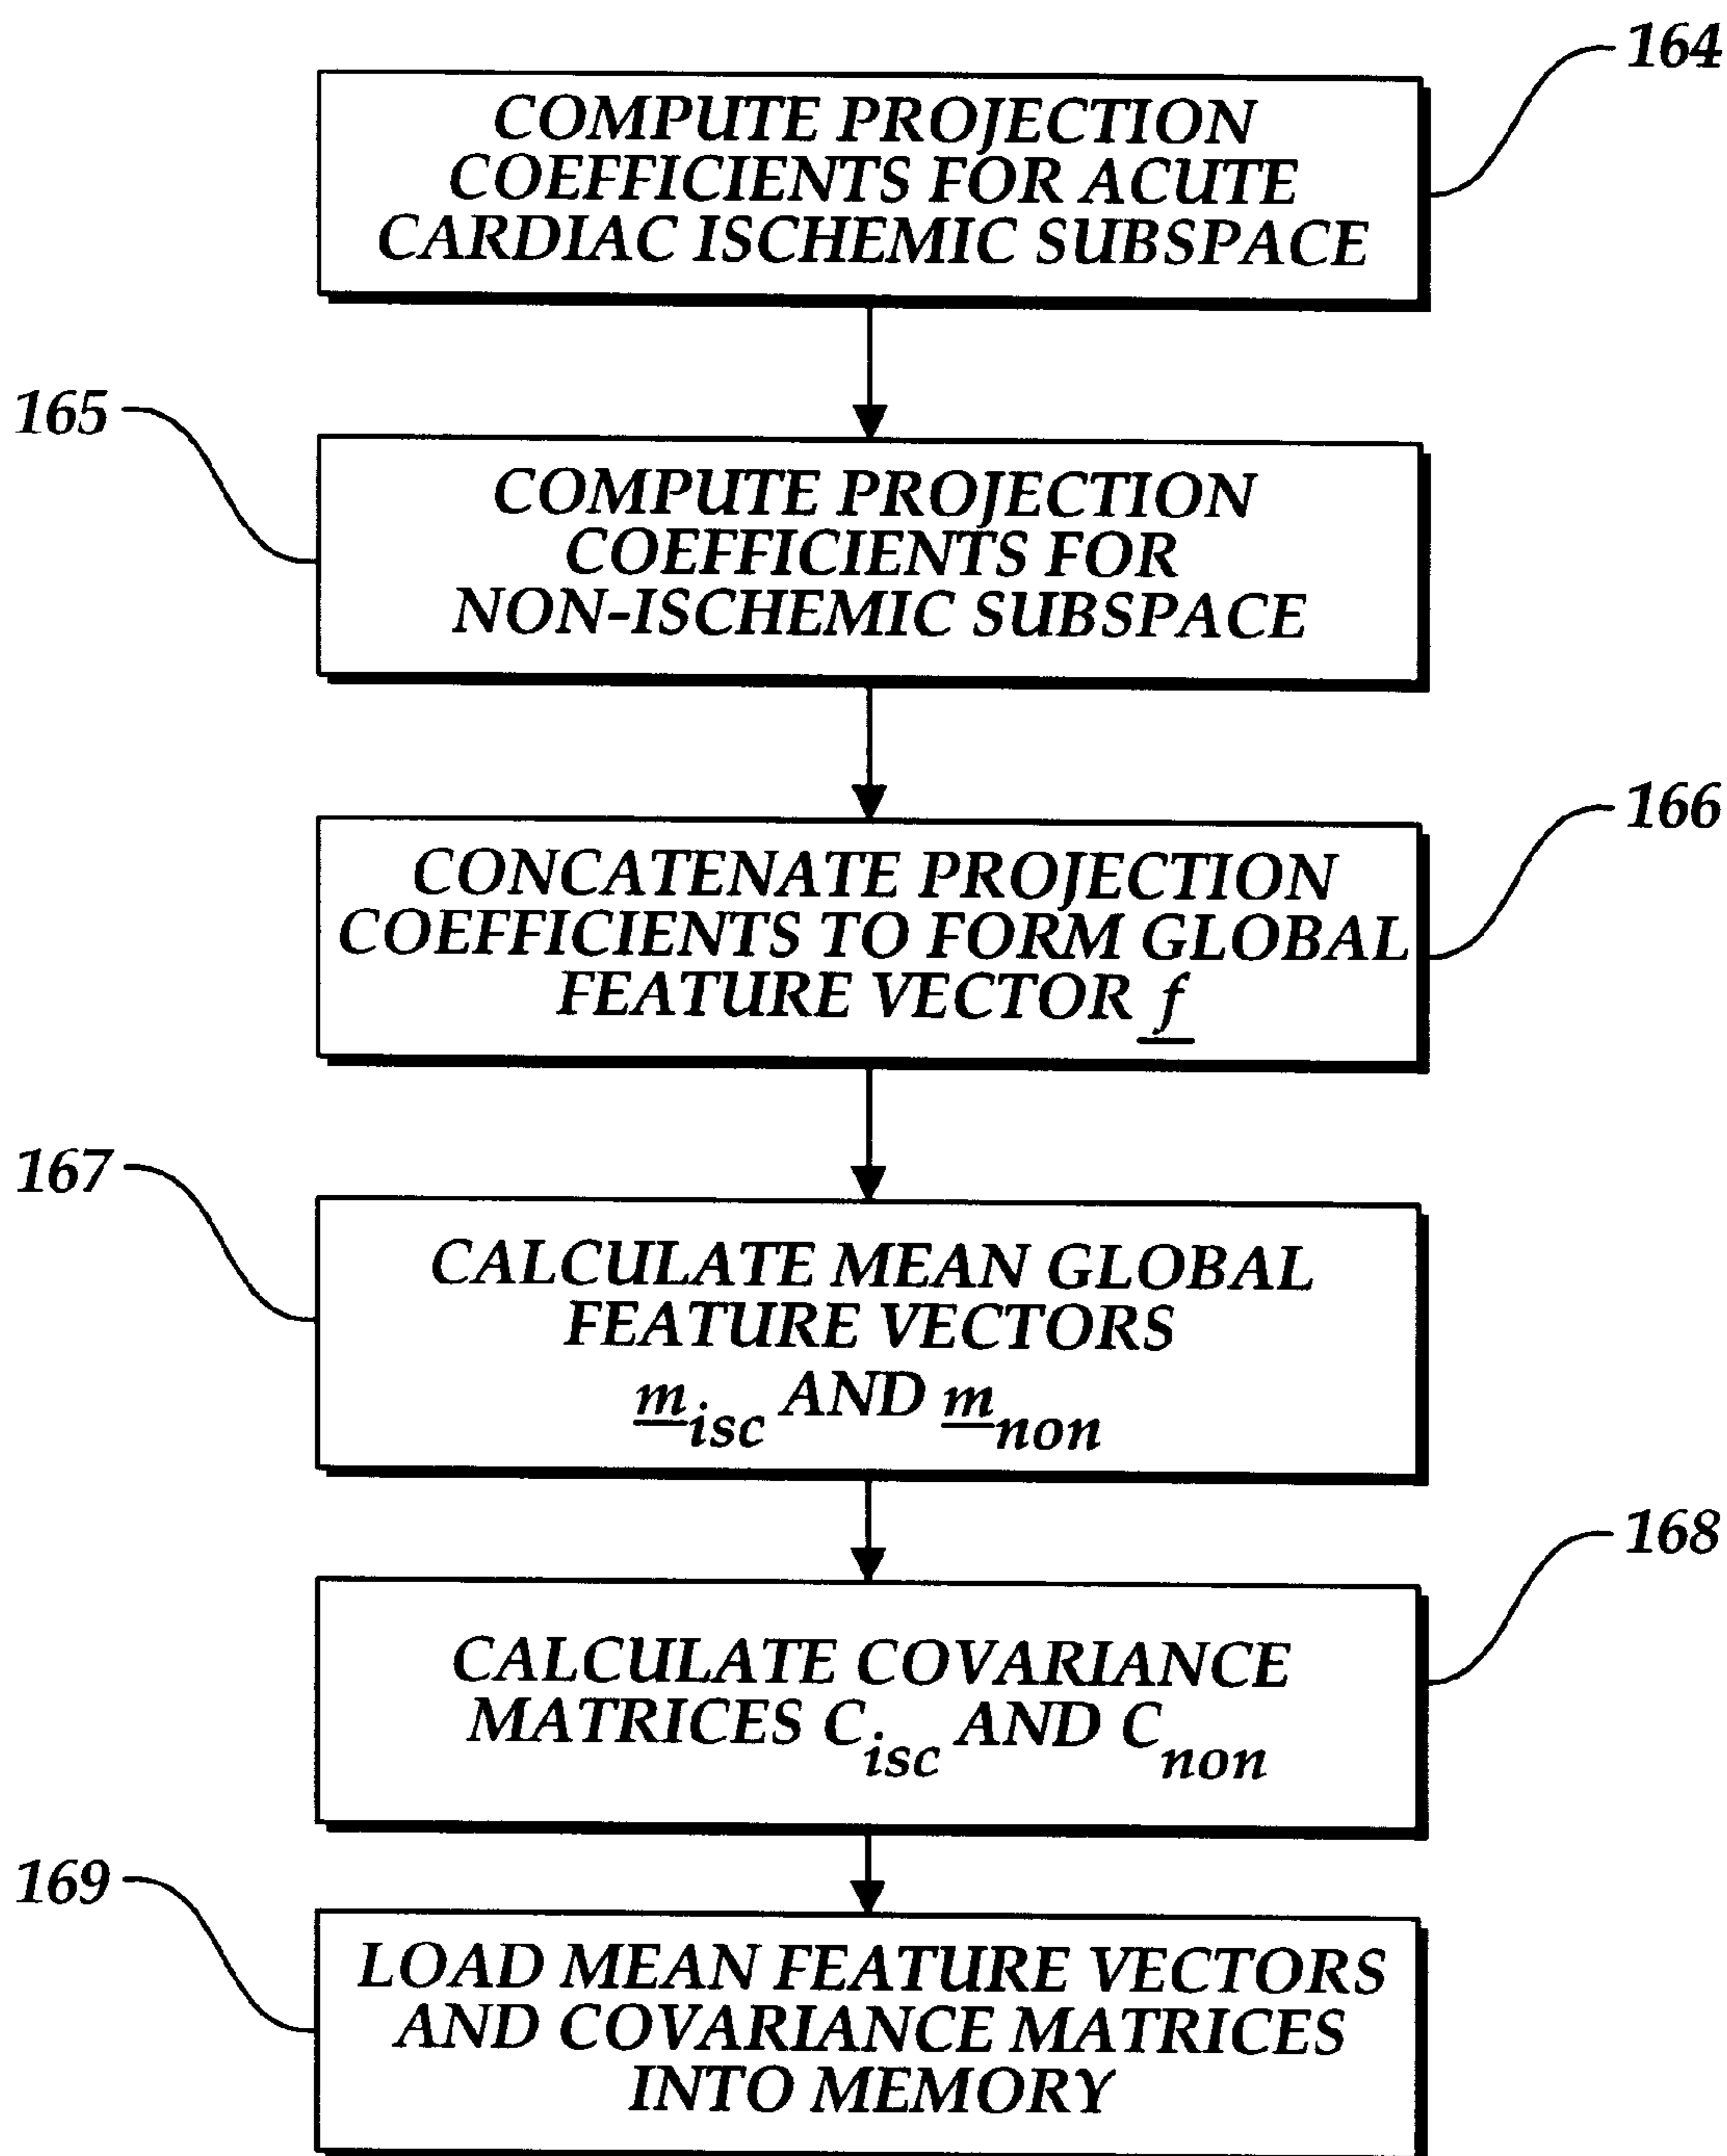 164
COMPUTE PROJECTION
COEFFICIENTS FOR ACUTE
CARDIAC ISCHEMIC SUBSPACE
165
COMPUTE PROJECTION
COEFFICIENTS FOR
NON-ISCHEMIC SUBSPACE
166
CONCATENATE PROJECTION
COEFFICIENTS TO FORM GLOBAL
FEATURE VECTOR f
167
CALCULATE MEAN GLOBAL
FEATURE VECTORS
m isc AND m non
168
CALCULATE COVARIANCE
MATRICES C isc AND C non
169
LOAD MEAN FEATURE VECTORS
AND COVARIANCE MATRICES
INTO MEMORY